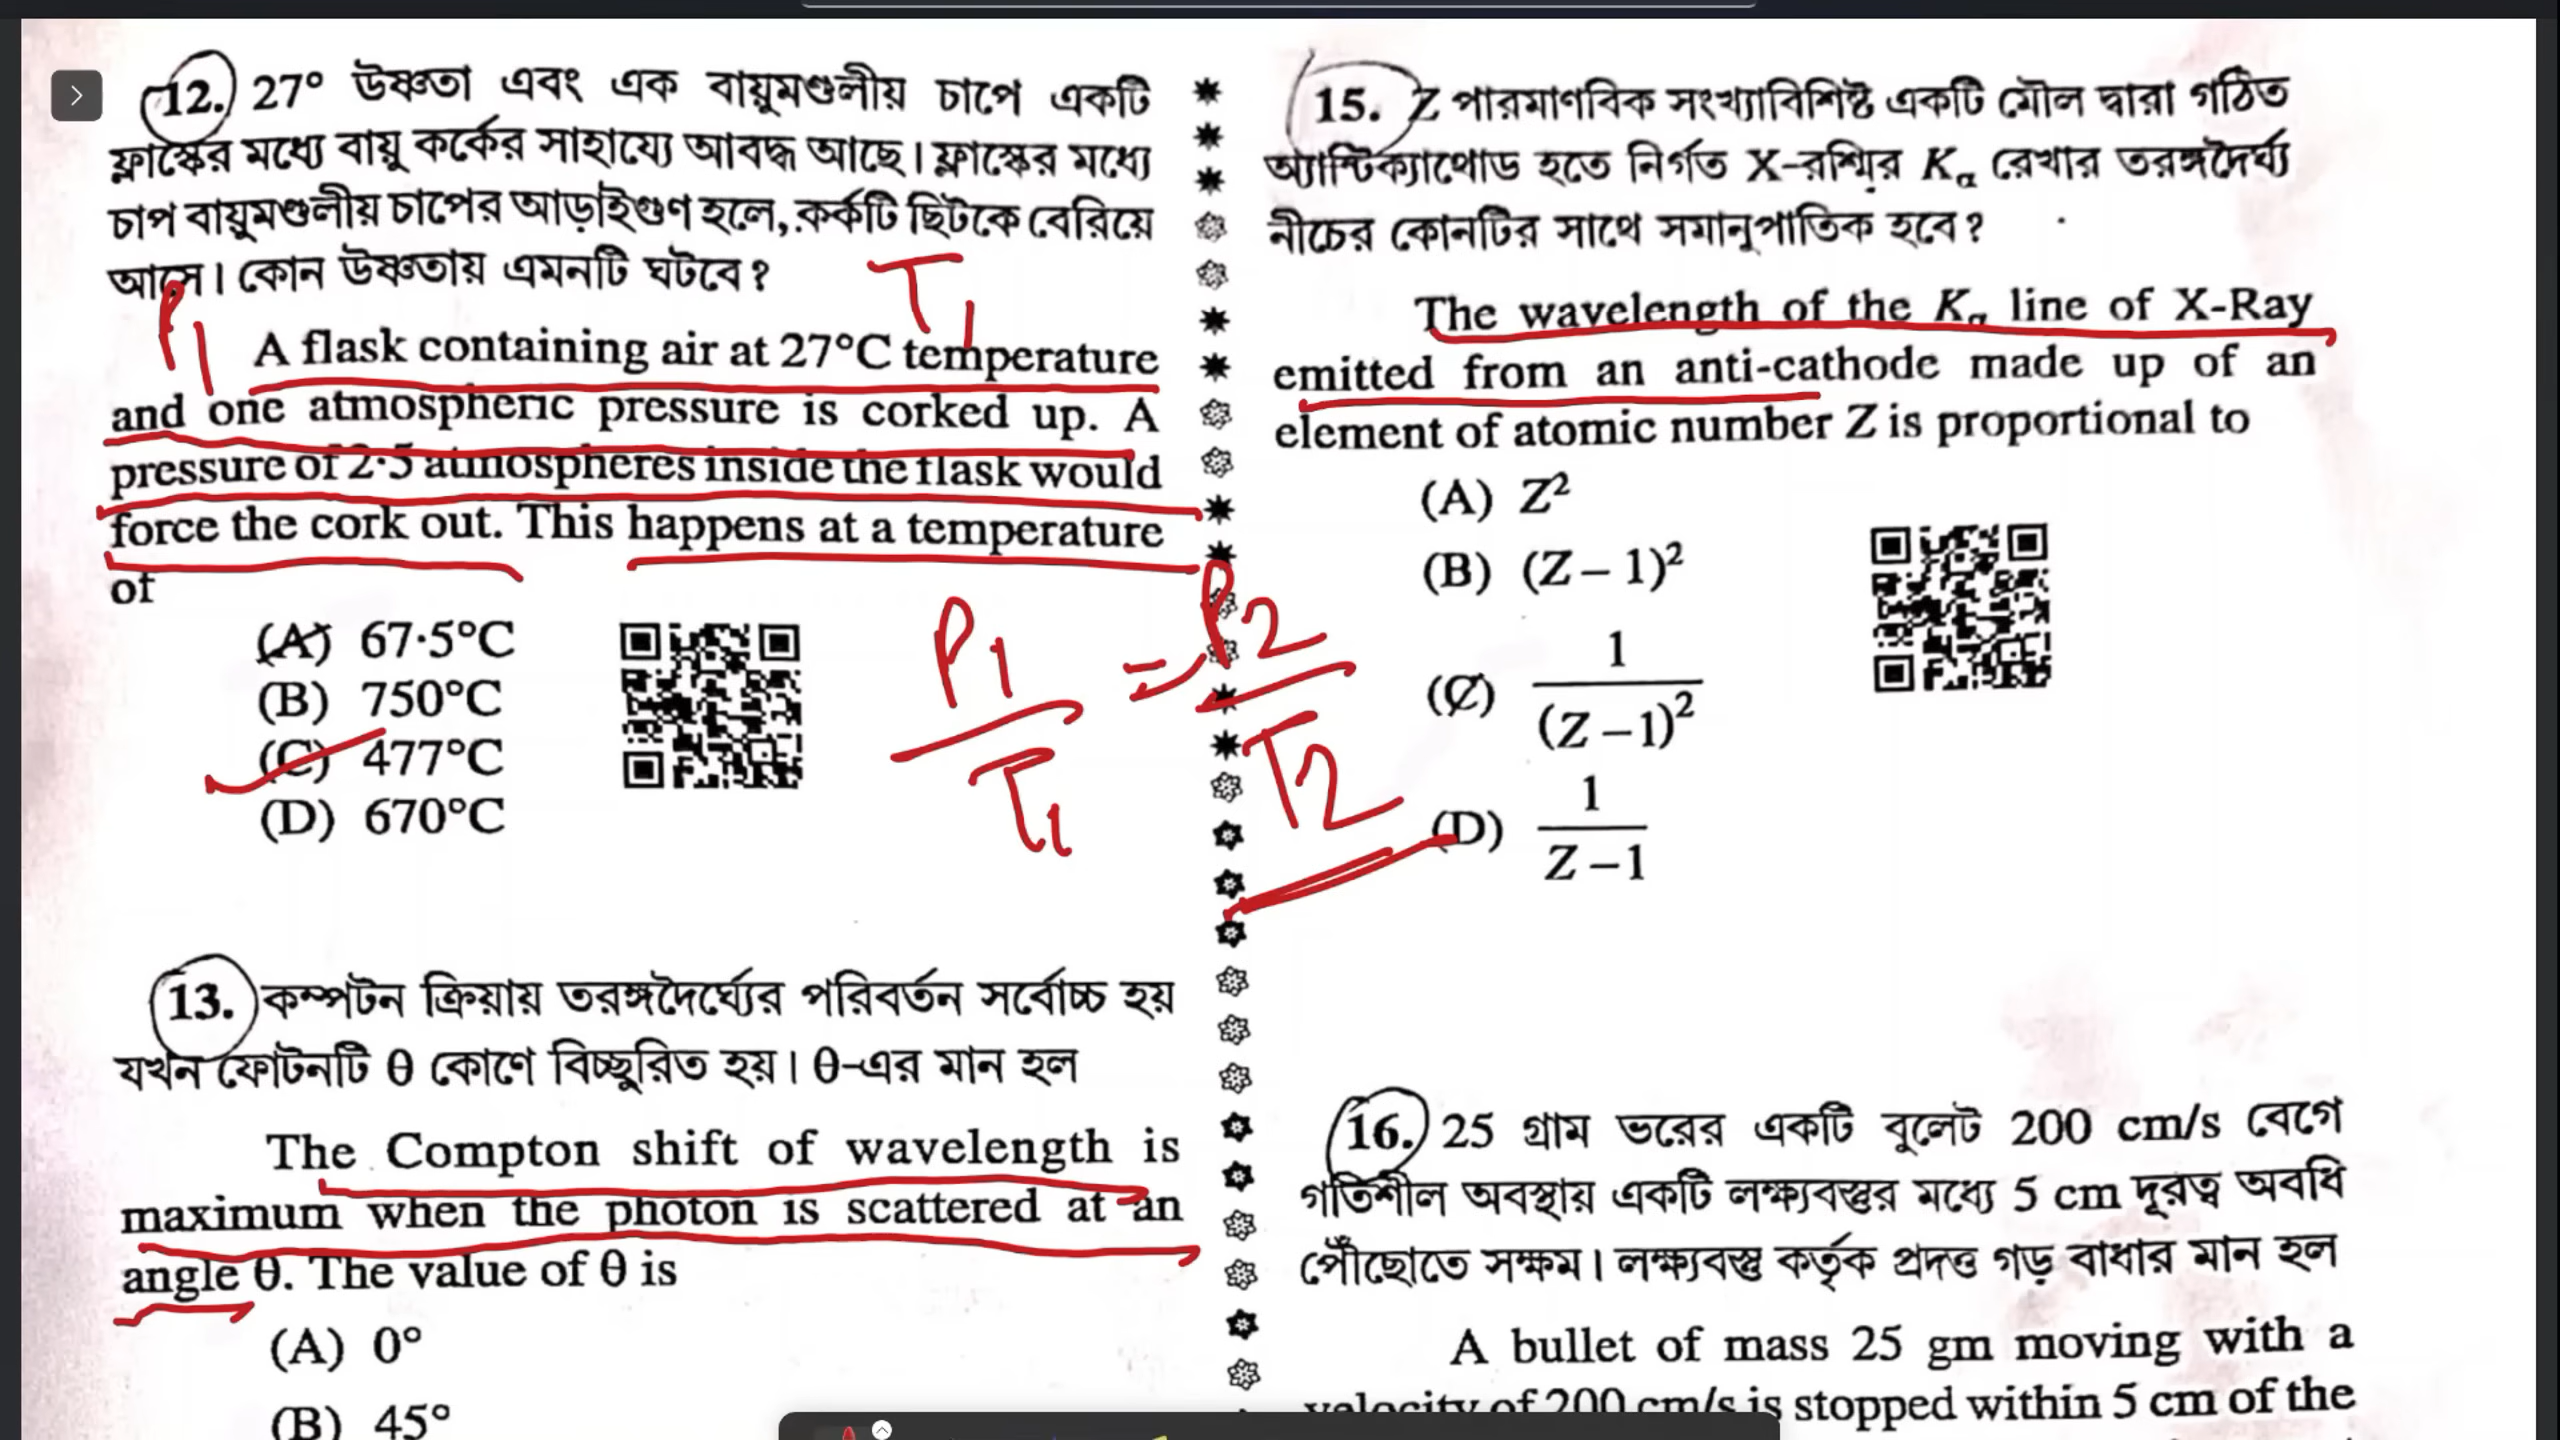 12. 27° উষ্ণতা এবং এক বায়ুমণ্ডলীয় চাপে একটি
ফ্লাস্কের মধ্যে বায়ু কর্কের সাহায্যে আবদ্ধ আছে। ফ্লাস্কের মধ্যে
চাপ বায়ুমণ্ডলীয় চাপের আড়াইগুণ হলে, কর্কটি ছিটকে বেরিয়ে
আসে। কোন উষ্ণতায় এমনটি ঘটবে?
P1
T1
A flask containing air at 27°C temperature
and one atmospheric pressure is corked up. A
pressure of 2·5 atmospheres inside the flask would
force the cork out. This happens at a temperature
of
(A) 67·5°C
(B) 750°C
(C) 477°C
(D) 670°C
P1/T1 = P2/T2
13. কম্পটন ক্রিয়ায় তরঙ্গদৈর্ঘ্যের পরিবর্তন সর্বোচ্চ হয়
যখন ফোটনটি θ কোণে বিচ্ছুরিত হয়। θ-এর মান হল
The Compton shift of wavelength is
maximum when the photon is scattered at an
angle θ. The value of θ is
(A) 0°
(B) 45°
15. Z পারমাণবিক সংখ্যাবিশিষ্ট একটি মৌল দ্বারা গঠিত
অ্যান্টিক্যাথোড হতে নির্গত X-রশ্মির Kα রেখার তরঙ্গদৈর্ঘ্য
নীচের কোনটির সাথে সমানুপাতিক হবে?
The wavelength of the Kα line of X-Ray
emitted from an anti-cathode made up of an
element of atomic number Z is proportional to
(A) Z²
(B) (Z – 1)²
(C) 1/(Z – 1)²
(D) 1/(Z – 1)
16. 25 গ্রাম ভরের একটি বুলেট 200 cm/s বেগে
গতিশীল অবস্থায় একটি লক্ষ্যবস্তুর মধ্যে 5 cm দূরত্ব অবধি
পৌঁছোতে সক্ষম। লক্ষ্যবস্তু কর্তৃক প্রদত্ত গড় বাধার মান হল
A bullet of mass 25 gm moving with a
velocity of 200 cm/s is stopped within 5 cm of the